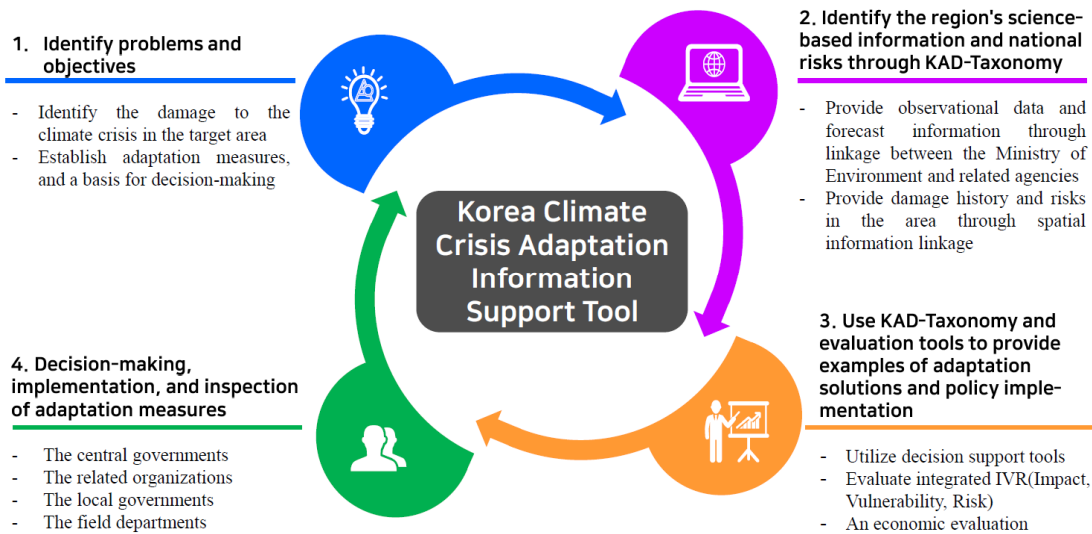 1. Identify problems and
objectives
- Identify the damage to the
climate crisis in the target area
- Establish adaptation measures,
and a basis for decision-making
2. Identify the region's science-
based information and national
risks through KAD-Taxonomy
- Provide observational data and
forecast information through
linkage between the Ministry of
Environment and related agencies
- Provide damage history and risks
in the area through spatial
information linkage
Korea Climate
Crisis Adaptation
Information
Support Tool
3. Use KAD-Taxonomy and
evaluation tools to provide
examples of adaptation
solutions and policy imple-
mentation
- Utilize decision support tools
- Evaluate integrated IVR(Impact,
Vulnerability, Risk)
- An economic evaluation
4. Decision-making,
implementation, and inspection
of adaptation measures
- The central governments
- The related organizations
- The local governments
- The field departments